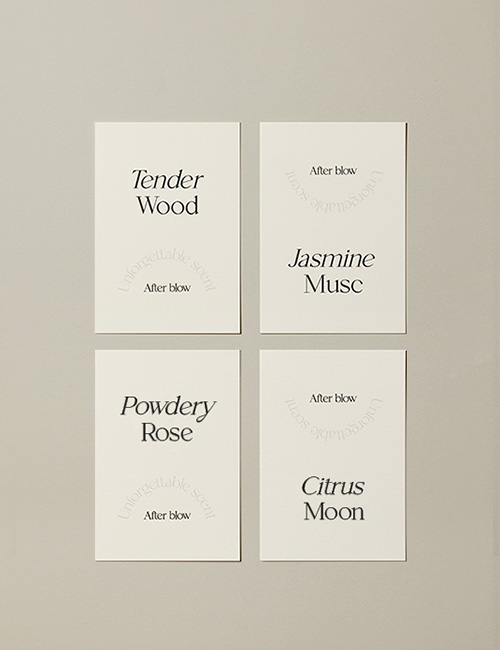 Tender
Wood
Unforgettable scent
After blow
After blow
Unforgettable scent
Jasmine
Musc
Powdery
Rose
Unforgettable scent
After blow
After blow
Unforgettable scent
Citrus
Moon